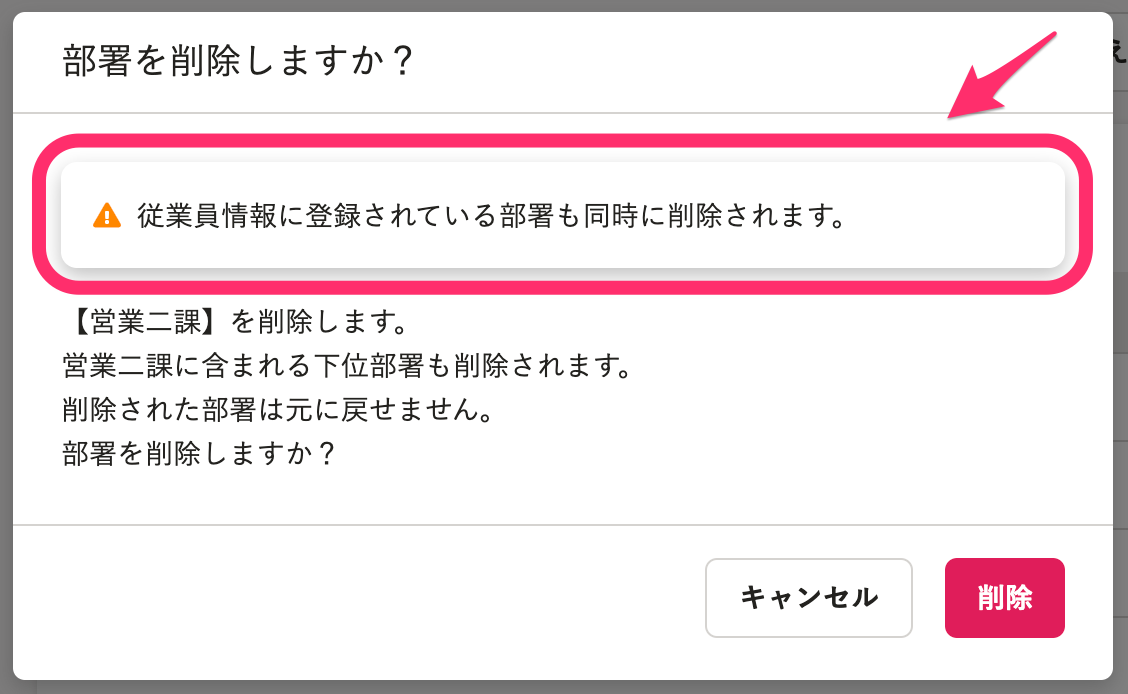 部署を削除しますか？
え
従業員情報に登録されている部署も同時に削除されます。
【営業二課】を削除します。
営業二課に含まれる下位部署も削除されます。
削除された部署は元に戻せません。
部署を削除しますか？
キャンセル
削除